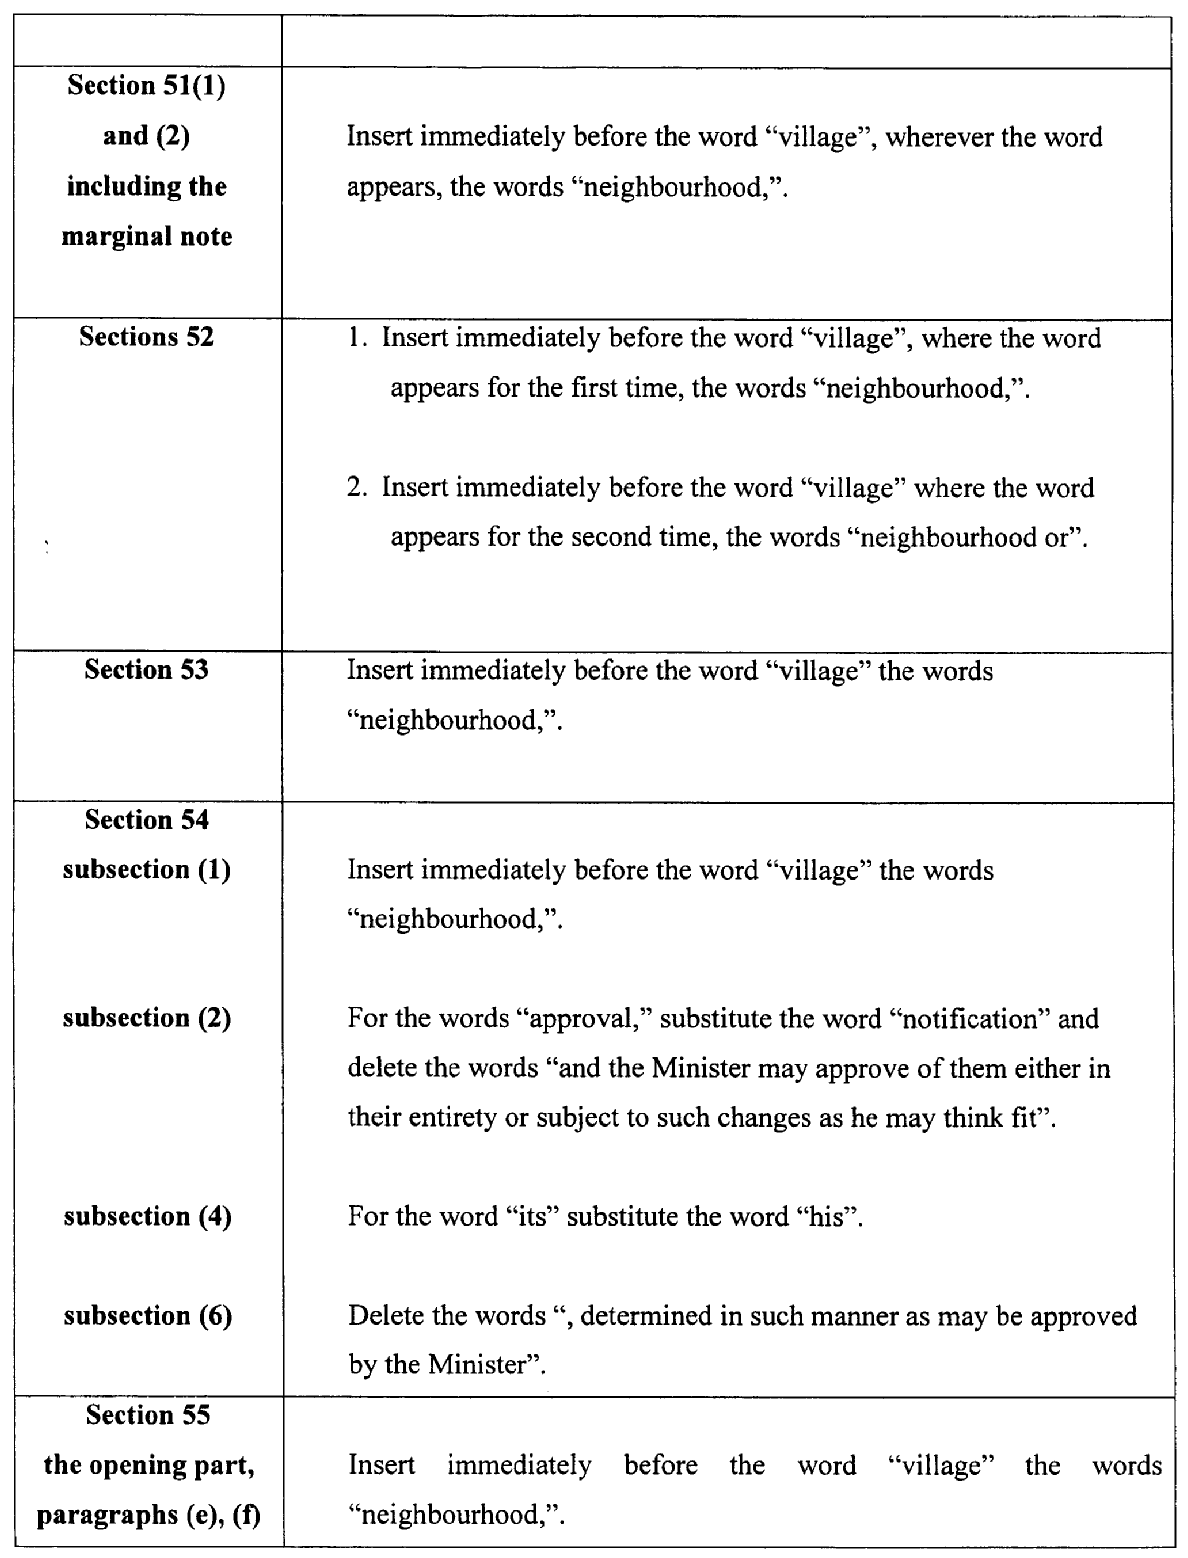 Section 51(1)
and (2)
including the
marginal note
Insert immediately before the word “village”, wherever the word
appears, the words “neighbourhood,”.
Sections 52
1. Insert immediately before the word “village”, where the word
appears for the first time, the words “neighbourhood,”.
2. Insert immediately before the word “village” where the word
appears for the second time, the words “neighbourhood or”.
Section 53
Insert immediately before the word “village” the words
“neighbourhood,”.
Section 54
subsection (1)
Insert immediately before the word “village” the words
“neighbourhood,”.
subsection (2)
For the words “approval,” substitute the word “notification” and
delete the words “and the Minister may approve of them either in
their entirety or subject to such changes as he may think fit”.
subsection (4)
For the word “its” substitute the word “his”.
subsection (6)
Delete the words “, determined in such manner as may be approved
by the Minister”.
Section 55
the opening part,
paragraphs (e), (f)
Insert immediately before the word “village” the words
“neighbourhood,”.